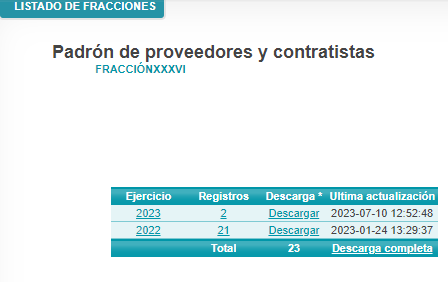 LISTADO DE FRACCIONES
Padrón de proveedores y contratistas
FRACCIÓNXXXVI
Ejercicio Registros Descarga * Ultima actualización
2023 2 Descargar 2023-07-10 12:52:48
2022 21 Descargar 2023-01-24 13:29:37
Total 23 Descarga completa